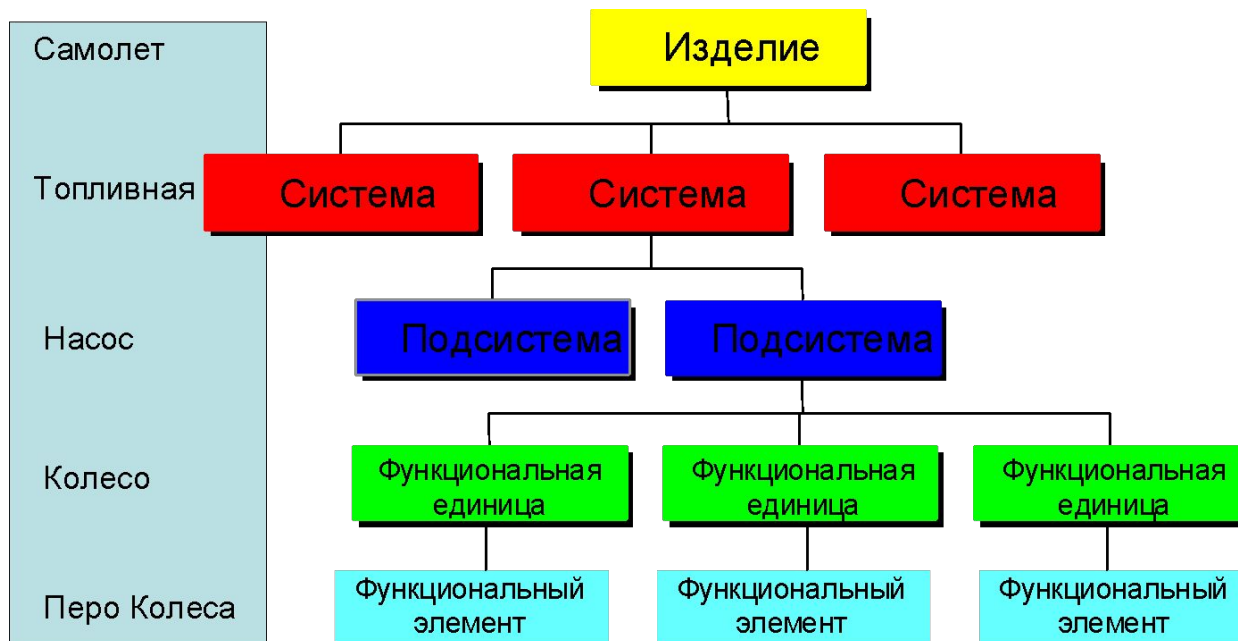 Самолет
Изделие
Топливная
Система
Система
Система
Насос
Подсистема
Подсистема
Колесо
Функциональная
единица
Функциональная
единица
Функциональная
единица
Перо Колеса
Функциональный
элемент
Функциональный
элемент
Функциональный
элемент